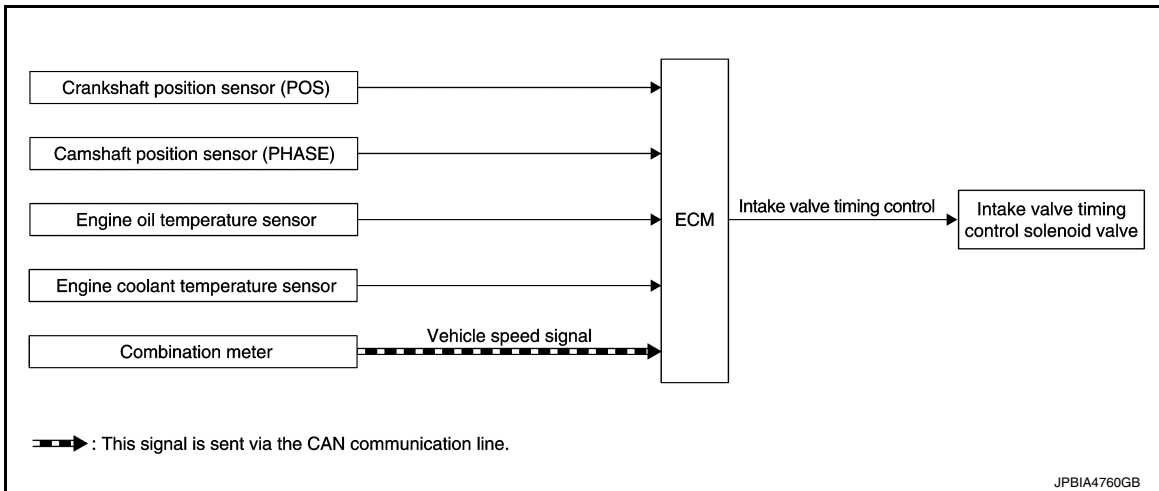 Crankshaft position sensor (POS)
Camshaft position sensor (PHASE)
Engine oil temperature sensor
Engine coolant temperature sensor
Combination meter
Vehicle speed signal
ECM
Intake valve timing control
Intake valve timing
control solenoid valve
: This signal is sent via the CAN communication line.
JPBIA4760GB